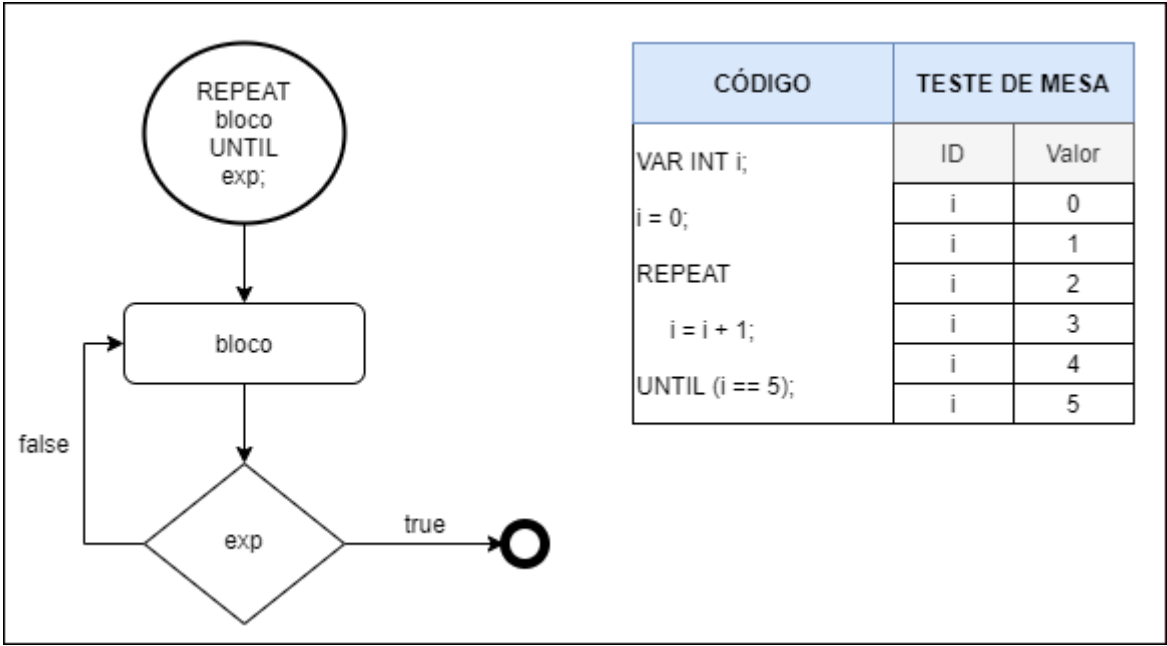 REPEAT
bloco
UNTIL
exp;
bloco
false
exp
true
CÓDIGO TESTE DE MESA
ID Valor
VAR INT i;
i = 0;
REPEAT
i = i + 1;
UNTIL (i == 5);
i 0
i 1
i 2
i 3
i 4
i 5